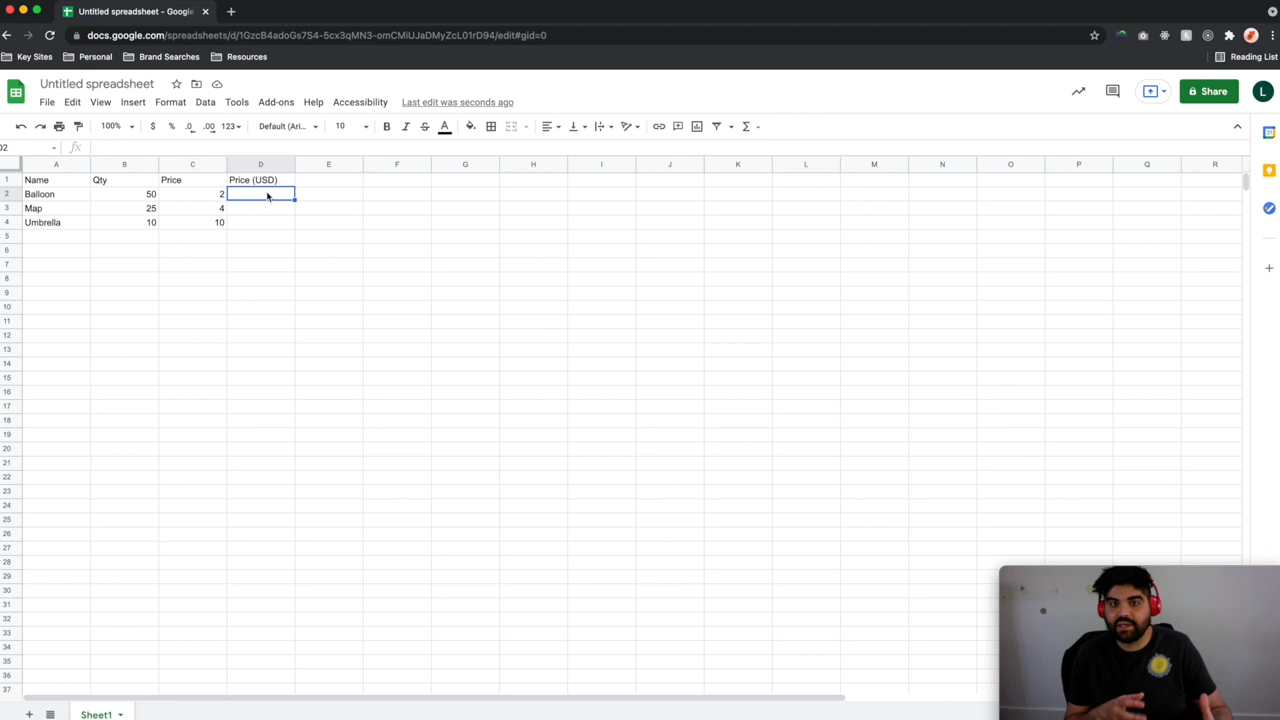 Untitled spreadsheet - Google
docs.google.com/spreadsheets/d/1GzcB4adoGs7S4-5cx3qMN3-omCMiUJaDMyZcL01rD94/edit#gid=0
Key Sites Personal Brand Searches Resources Reading List
Untitled spreadsheet
File Edit View Insert Format Data Tools Add-ons Help Accessibility Last edit was seconds ago
Share L
100% $ % .0 .00 123 Default (Ari... 10 B I S A
D2 fx
A B C D E F G H I J K L M N O P Q R
1 Name Qty Price Price (USD)
2 Balloon 50 2
3 Map 25 4
4 Umbrella 10 10
5
6
7
8
9
10
11
12
13
14
15
16
17
18
19
20
21
22
23
24
25
26
27
28
29
30
31
32
33
34
35
36
37
Sheet1